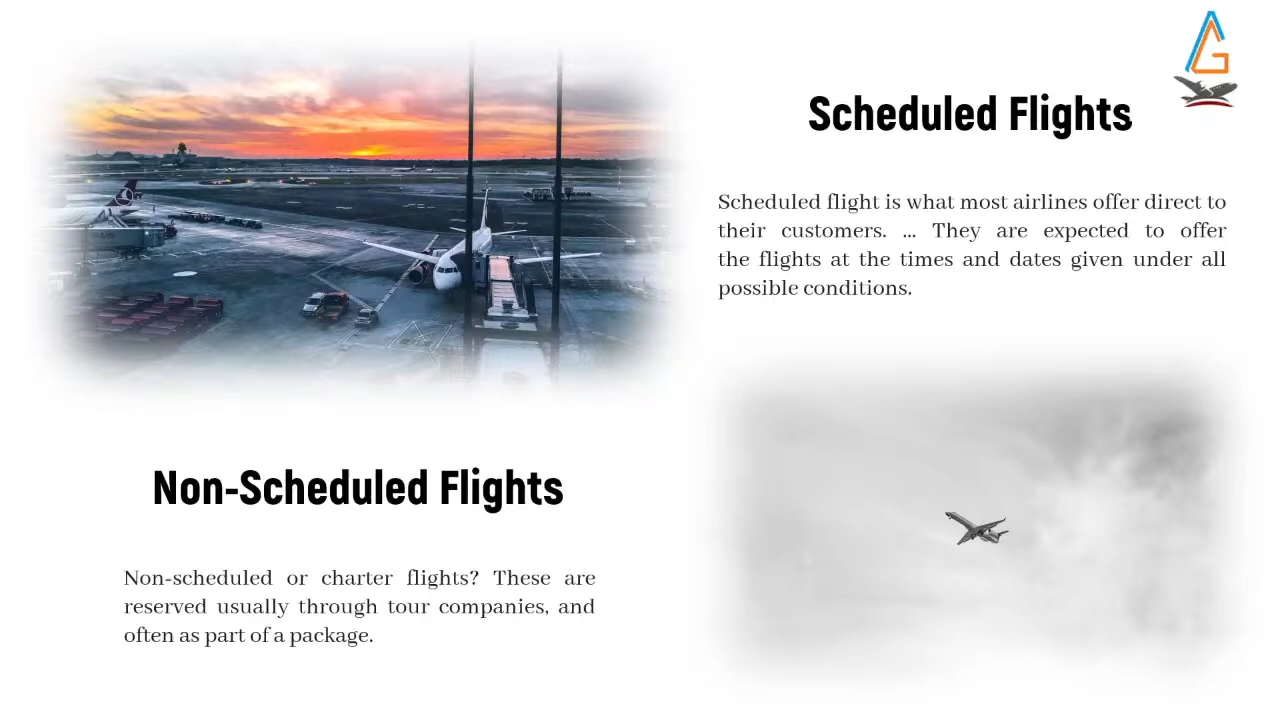 Scheduled Flights
Scheduled flight is what most airlines offer direct to
their customers. ... They are expected to offer
the flights at the times and dates given under all
possible conditions.
Non-Scheduled Flights
Non-scheduled or charter flights? These are
reserved usually through tour companies, and
often as part of a package.